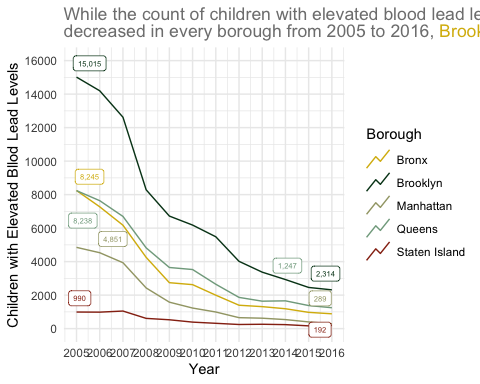 While the count of children with elevated blood lead le
decreased in every borough from 2005 to 2016, Brook
Children with Elevated Bllod Lead Levels
16000
14000
12000
10000
8000
6000
4000
2000
0
15,015
8,245
8,238
4,851
990
1,247
2,314
289
192
2005 2006 2007 2008 2009 2010 2011 2012 2013 2014 2015 2016
Year
Borough
Bronx
Brooklyn
Manhattan
Queens
Staten Island